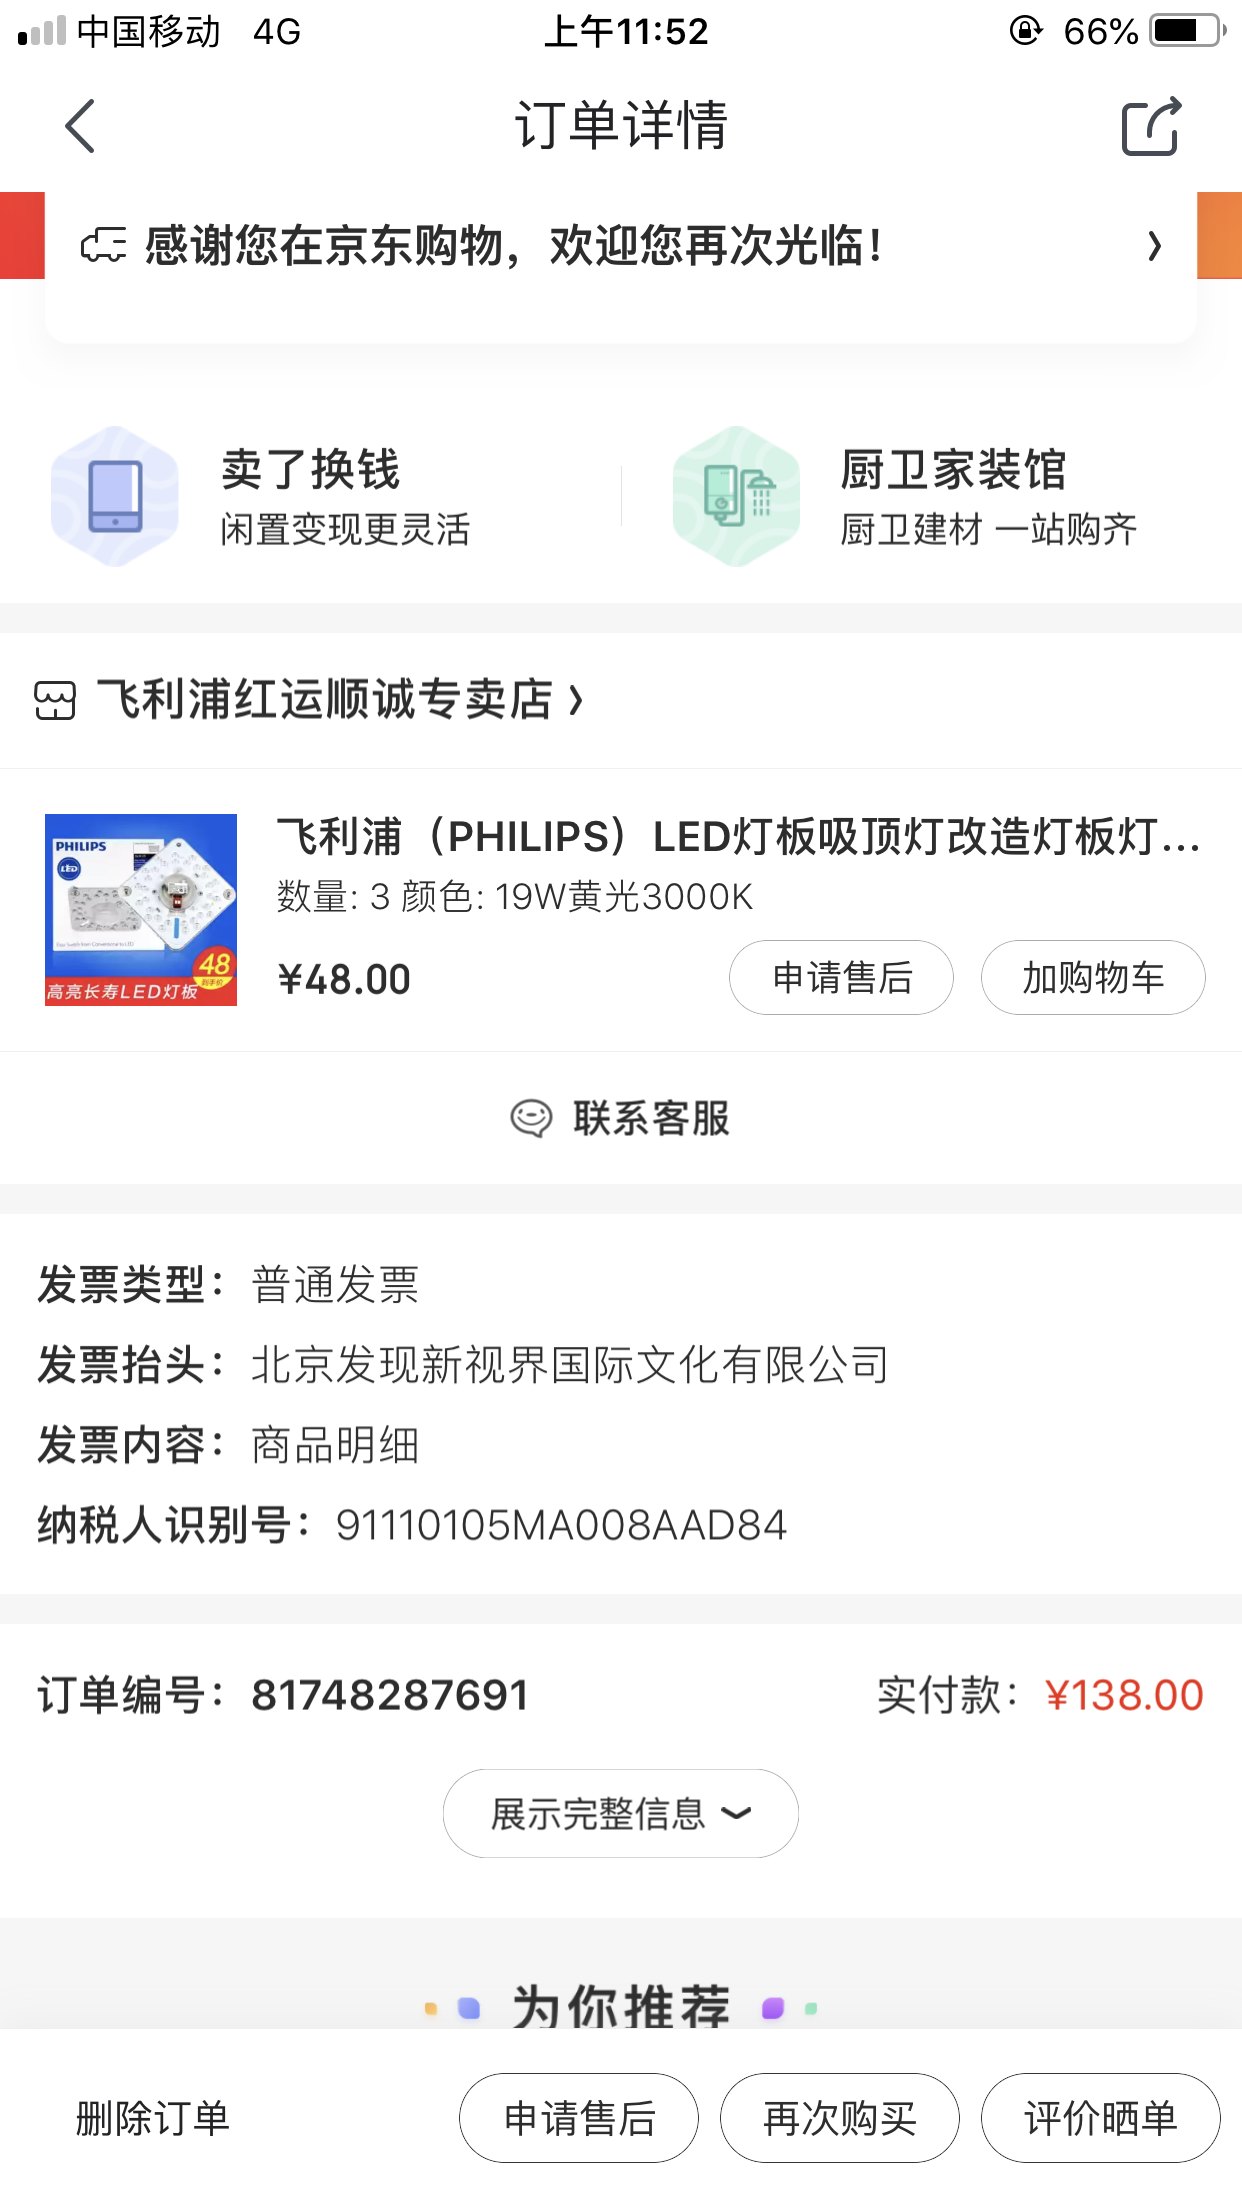 中国移动 4G 上午11:52 66%
订单详情
感谢您在京东购物，欢迎您再次光临！
卖了换钱 厨卫家装馆
闲置变现更灵活 厨卫建材 一站购齐
飞利浦红运顺诚专卖店
飞利浦（PHILIPS）LED灯板吸顶灯改造灯板灯...
数量: 3 颜色: 19W黄光3000K
PHILIPS
LED
48
到手价
高亮长寿LED灯板
¥48.00 申请售后 加购物车
联系客服
发票类型： 普通发票
发票抬头： 北京发现新视界国际文化有限公司
发票内容： 商品明细
纳税人识别号： 91110105MA008AAD84
订单编号： 81748287691 实付款： ¥138.00
展示完整信息
为你推荐
删除订单 申请售后 再次购买 评价晒单